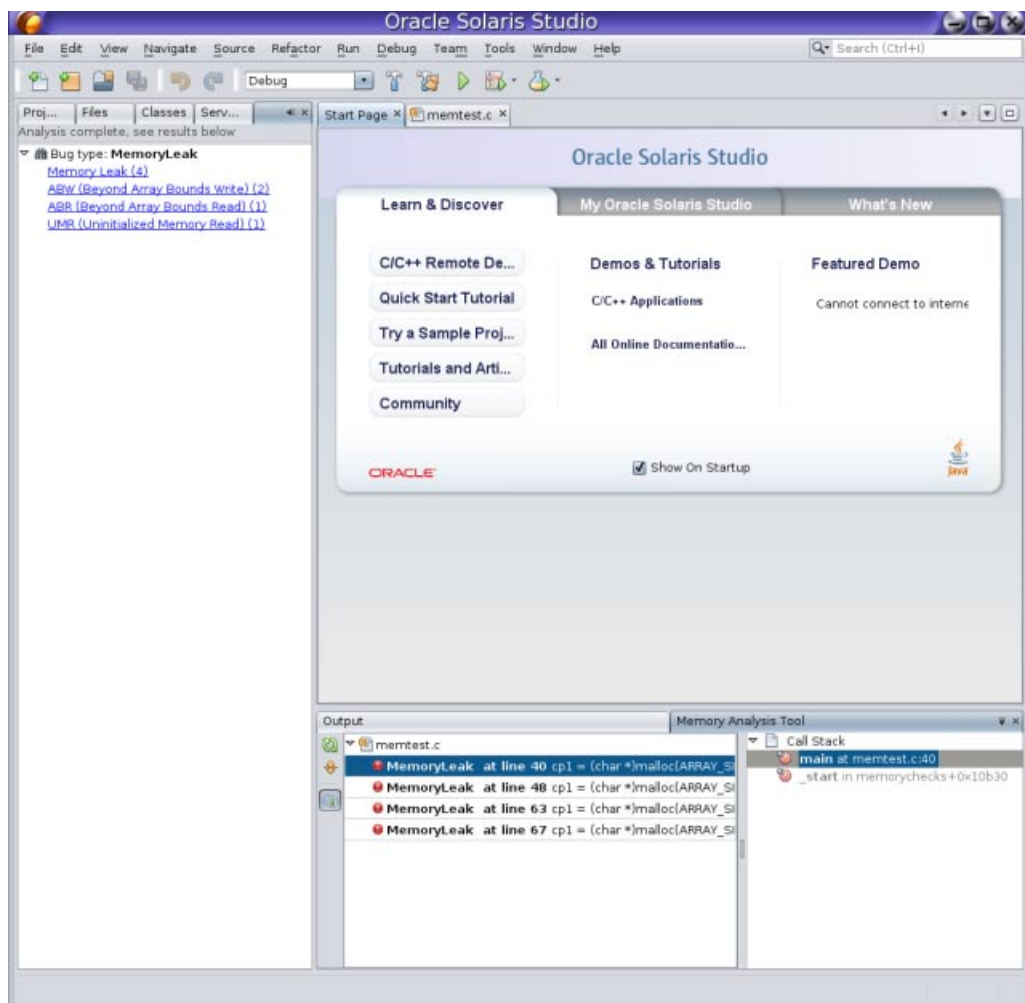 Oracle Solaris Studio
File Edit View Navigate Source Refactor Run Debug Team Tools Window Help
Search (Ctrl+I)
Debug
Proj... Files Classes Serv...
Start Page memtest.c
Analysis complete, see results below
Bug type: MemoryLeak
Memory Leak (4)
ABW (Beyond Array Bounds Write) (2)
ABR (Beyond Array Bounds Read) (1)
UMR (Uninitialized Memory Read) (1)
Oracle Solaris Studio
Learn & Discover
My Oracle Solaris Studio
What's New
C/C++ Remote De...
Quick Start Tutorial
Try a Sample Proj...
Tutorials and Arti...
Community
Demos & Tutorials
C/C++ Applications
All Online Documentatio...
Featured Demo
Cannot connect to interne
ORACLE
Show On Startup
Java
Output
Memory Analysis Tool
memtest.c
MemoryLeak at line 40 cp1 = (char *)malloc(ARRAY_SI
MemoryLeak at line 48 cp1 = (char *)malloc(ARRAY_SI
MemoryLeak at line 63 cp1 = (char *)malloc(ARRAY_SI
MemoryLeak at line 67 cp1 = (char *)malloc(ARRAY_SI
Call Stack
main at memtest.c:40
_start in memorychecks+0x10b30